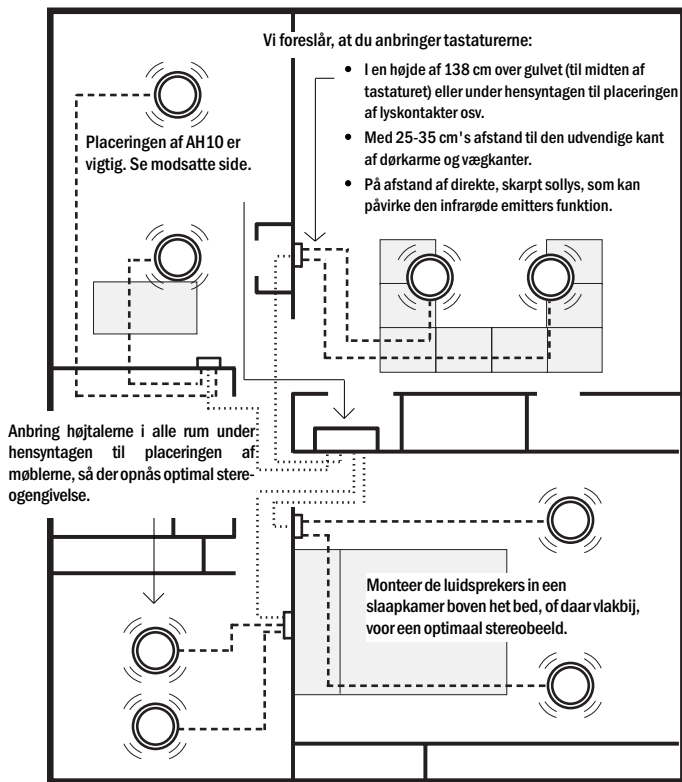 Vi foreslår, at du anbringer tastaturerne:
• I en højde af 138 cm over gulvet (til midten af
tastaturet) eller under hensyntagen til placeringen
af lyskontakter osv.
• Med 25-35 cm's afstand til den udvendige kant
af dørkarme og vægkanter.
• På afstand af direkte, skarpt sollys, som kan
påvirke den infrarøde emitters funktion.
Placeringen af AH10 er
vigtig. Se modsatte side.
Anbring højtalerne i alle rum under
hensyntagen til placeringen af
møblerne, så der opnås optimal stere-
ogengivelse.
Monteer de luidsprekers in een
slaapkamer boven het bed, of daar vlakbij,
voor een optimaal stereobeeld.